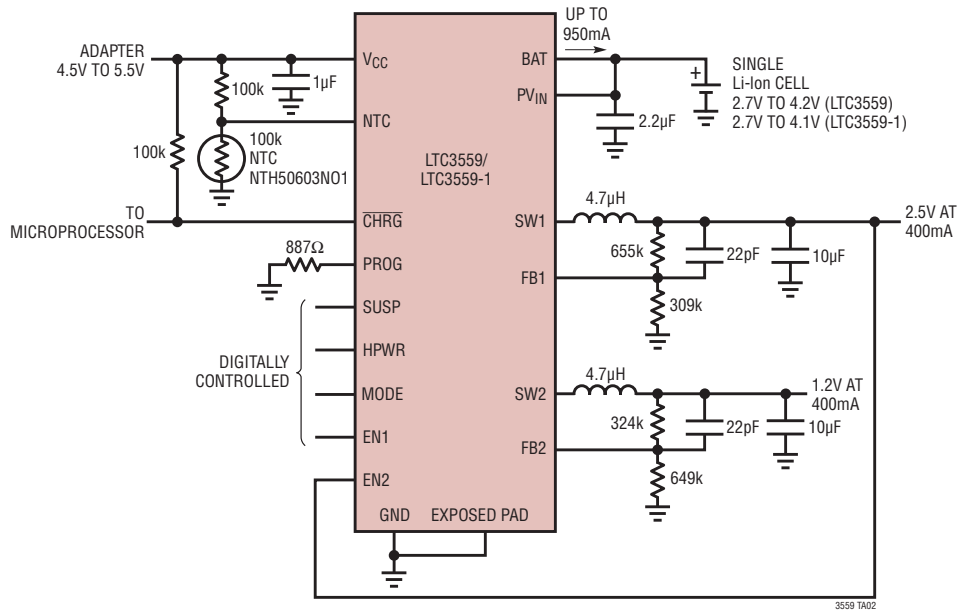 UP TO
950mA
ADAPTER
4.5V TO 5.5V
VCC
BAT
100k
1µF
PVIN
2.2µF
+
SINGLE
Li-Ion CELL
2.7V TO 4.2V (LTC3559)
2.7V TO 4.1V (LTC3559-1)
NTC
100k
NTC
NTH50603NO1
100k
LTC3559/
LTC3559-1
TO
MICROPROCESSOR
CHRG
4.7µH
SW1
2.5V AT
400mA
655k
22pF
10µF
887Ω
PROG
FB1
309k
SUSP
HPWR
DIGITALLY
CONTROLLED
MODE
EN1
4.7µH
SW2
1.2V AT
400mA
324k
22pF
10µF
FB2
649k
EN2
GND
EXPOSED PAD
3559 TA02